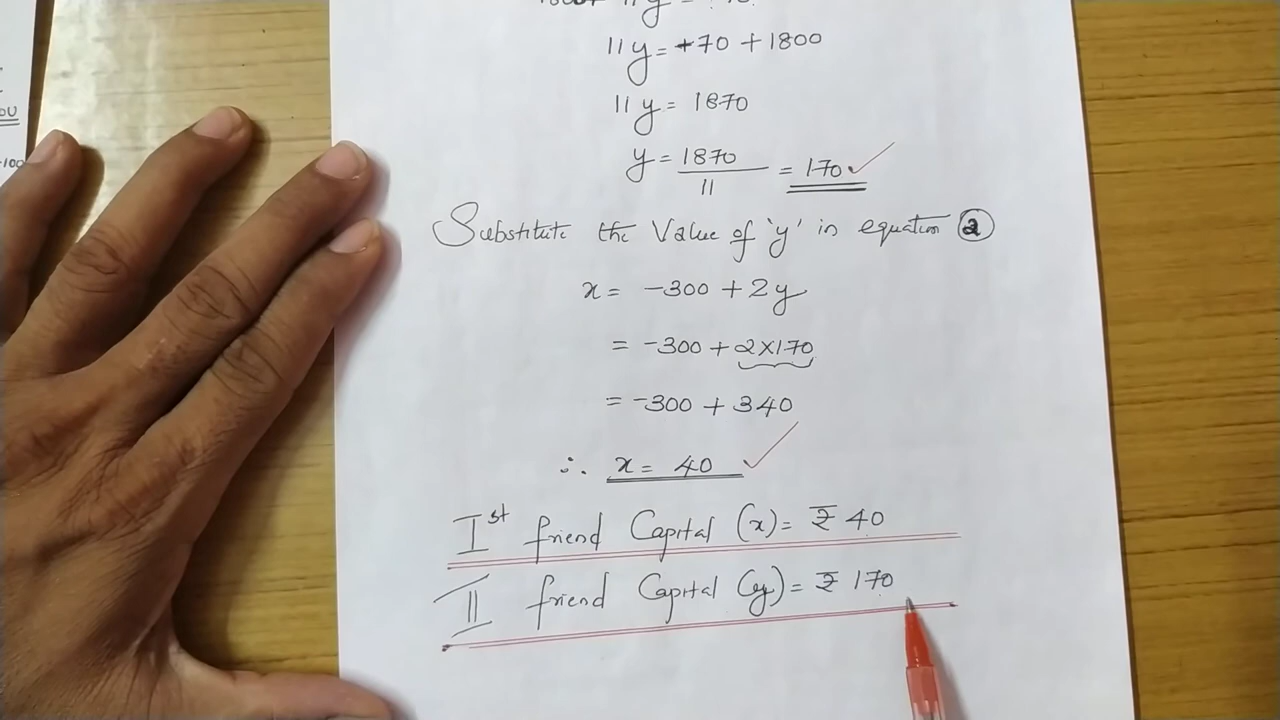 11y = +70 + 1800
11y = 1870
y = 1870/11 = 170 ✓
Substitute the Value of 'y' in equation ②
x = -300 + 2y
= -300 + 2×170
= -300 + 340
∴ x = 40 ✓
Ist friend Capital (x) = ₹ 40
II friend Capital (y) = ₹ 170